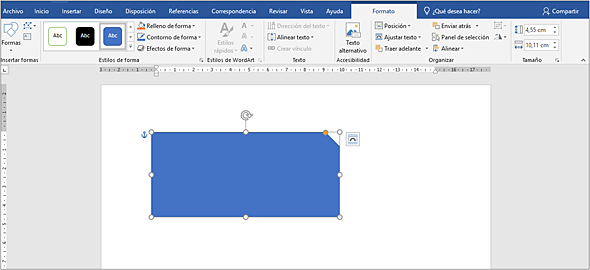 Archivo Inicio Insertar Diseño Disposición Referencias Correspondencia Revisar Vista Ayuda Formato ¿Qué desea hacer? Compartir
Formas
Insertar formas
Abc Abc Abc
Relleno de forma
Contorno de forma
Efectos de forma
Estilos de forma
Estilos rápidos
Estilos de WordArt
Dirección del texto
Alinear texto
Crear vínculo
Texto
Texto alternativo
Accesibilidad
Posición
Ajustar texto
Traer adelante
Enviar atrás
Panel de selección
Alinear
Organizar
4,55 cm
10,11 cm
Tamaño